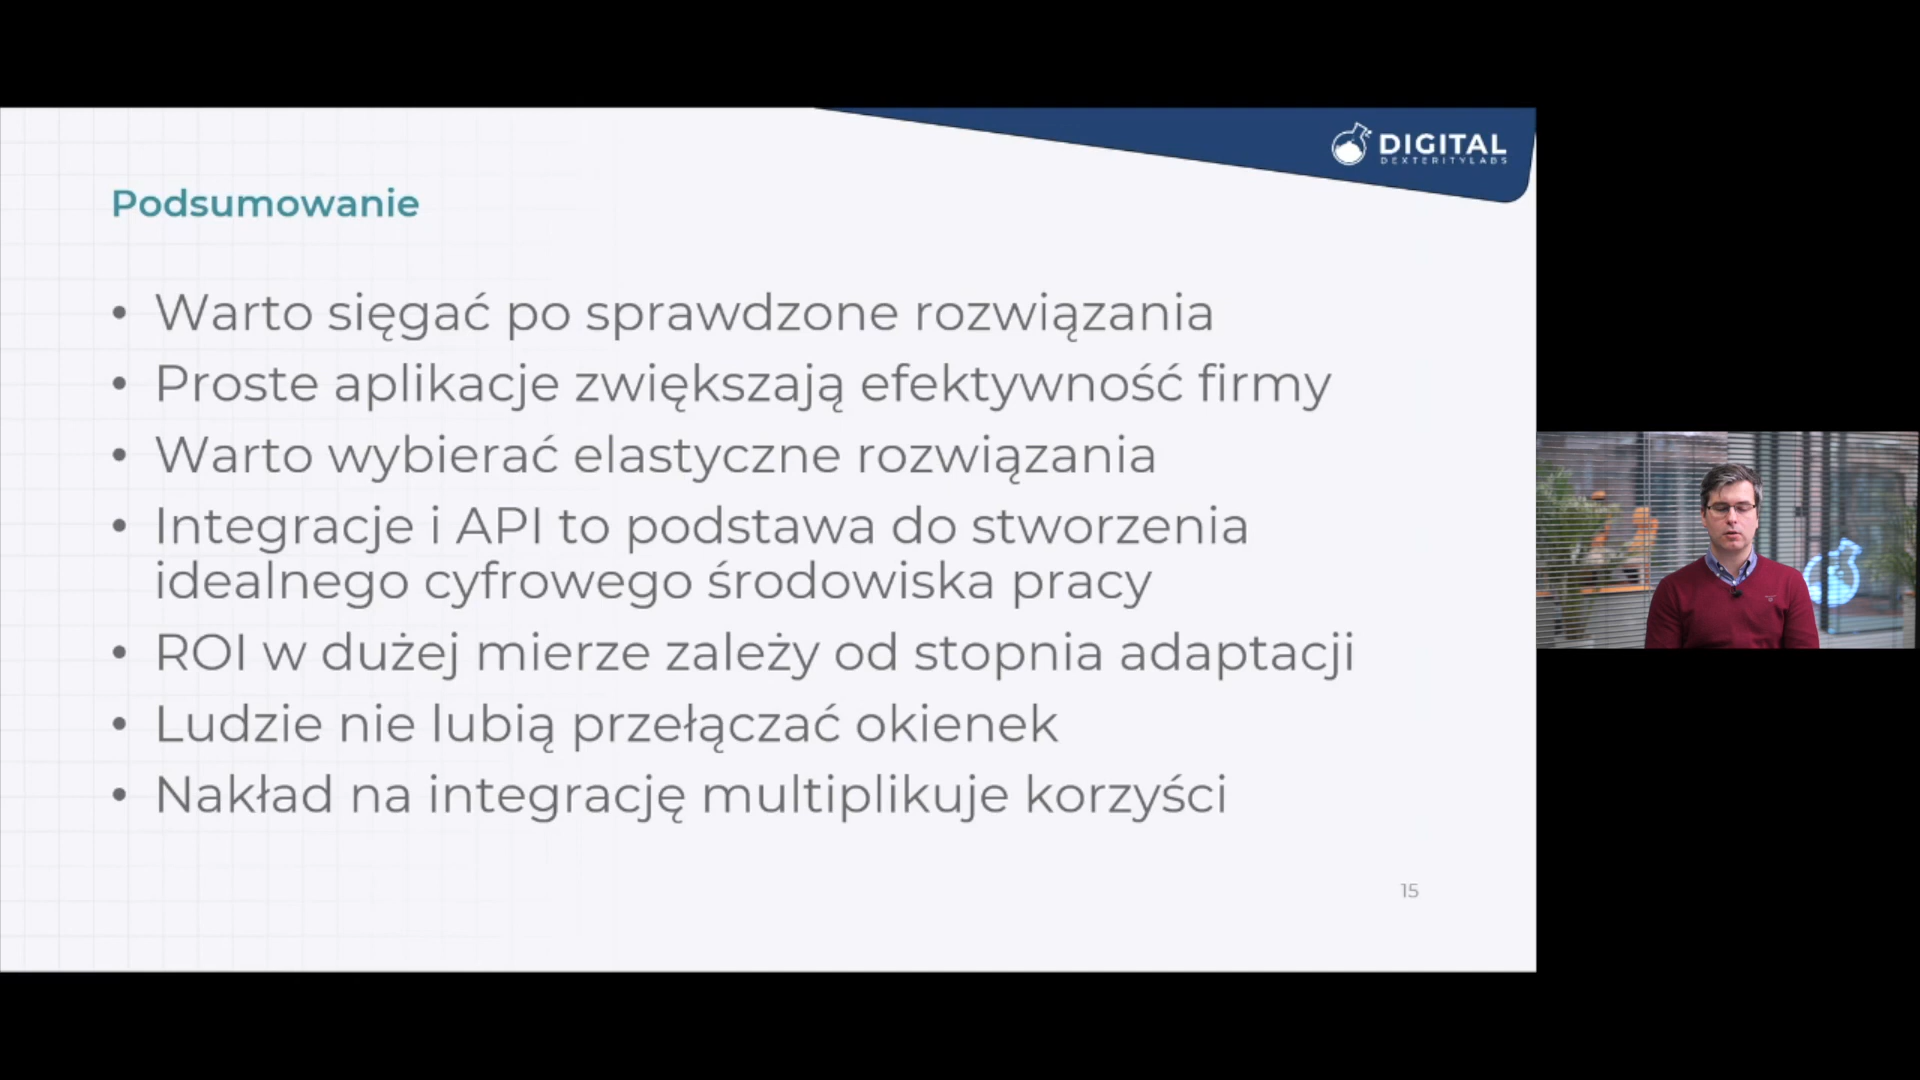 DIGITAL
DEXTERITYLABS
Podsumowanie
• Warto sięgać po sprawdzone rozwiązania
• Proste aplikacje zwiększają efektywność firmy
• Warto wybierać elastyczne rozwiązania
• Integracje i API to podstawa do stworzenia
idealnego cyfrowego środowiska pracy
• ROI w dużej mierze zależy od stopnia adaptacji
• Ludzie nie lubią przełączać okienek
• Nakład na integrację multiplikuje korzyści
15